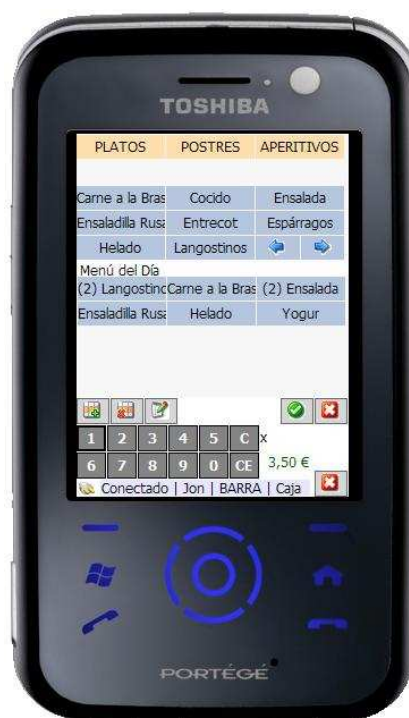 TOSHIBA
PLATOS POSTRES APERITIVOS
Carne a la Bras Cocido Ensalada
Ensaladilla Rusa Entrecot Espárragos
Helado Langostinos
Menú del Día
(2) Langostinc Carne a la Bras (2) Ensalada
Ensaladilla Rusa Helado Yogur
1 2 3 4 5 C x
6 7 8 9 0 CE 3,50 €
Conectado | Jon | BARRA | Caja
PORTÉGÉ